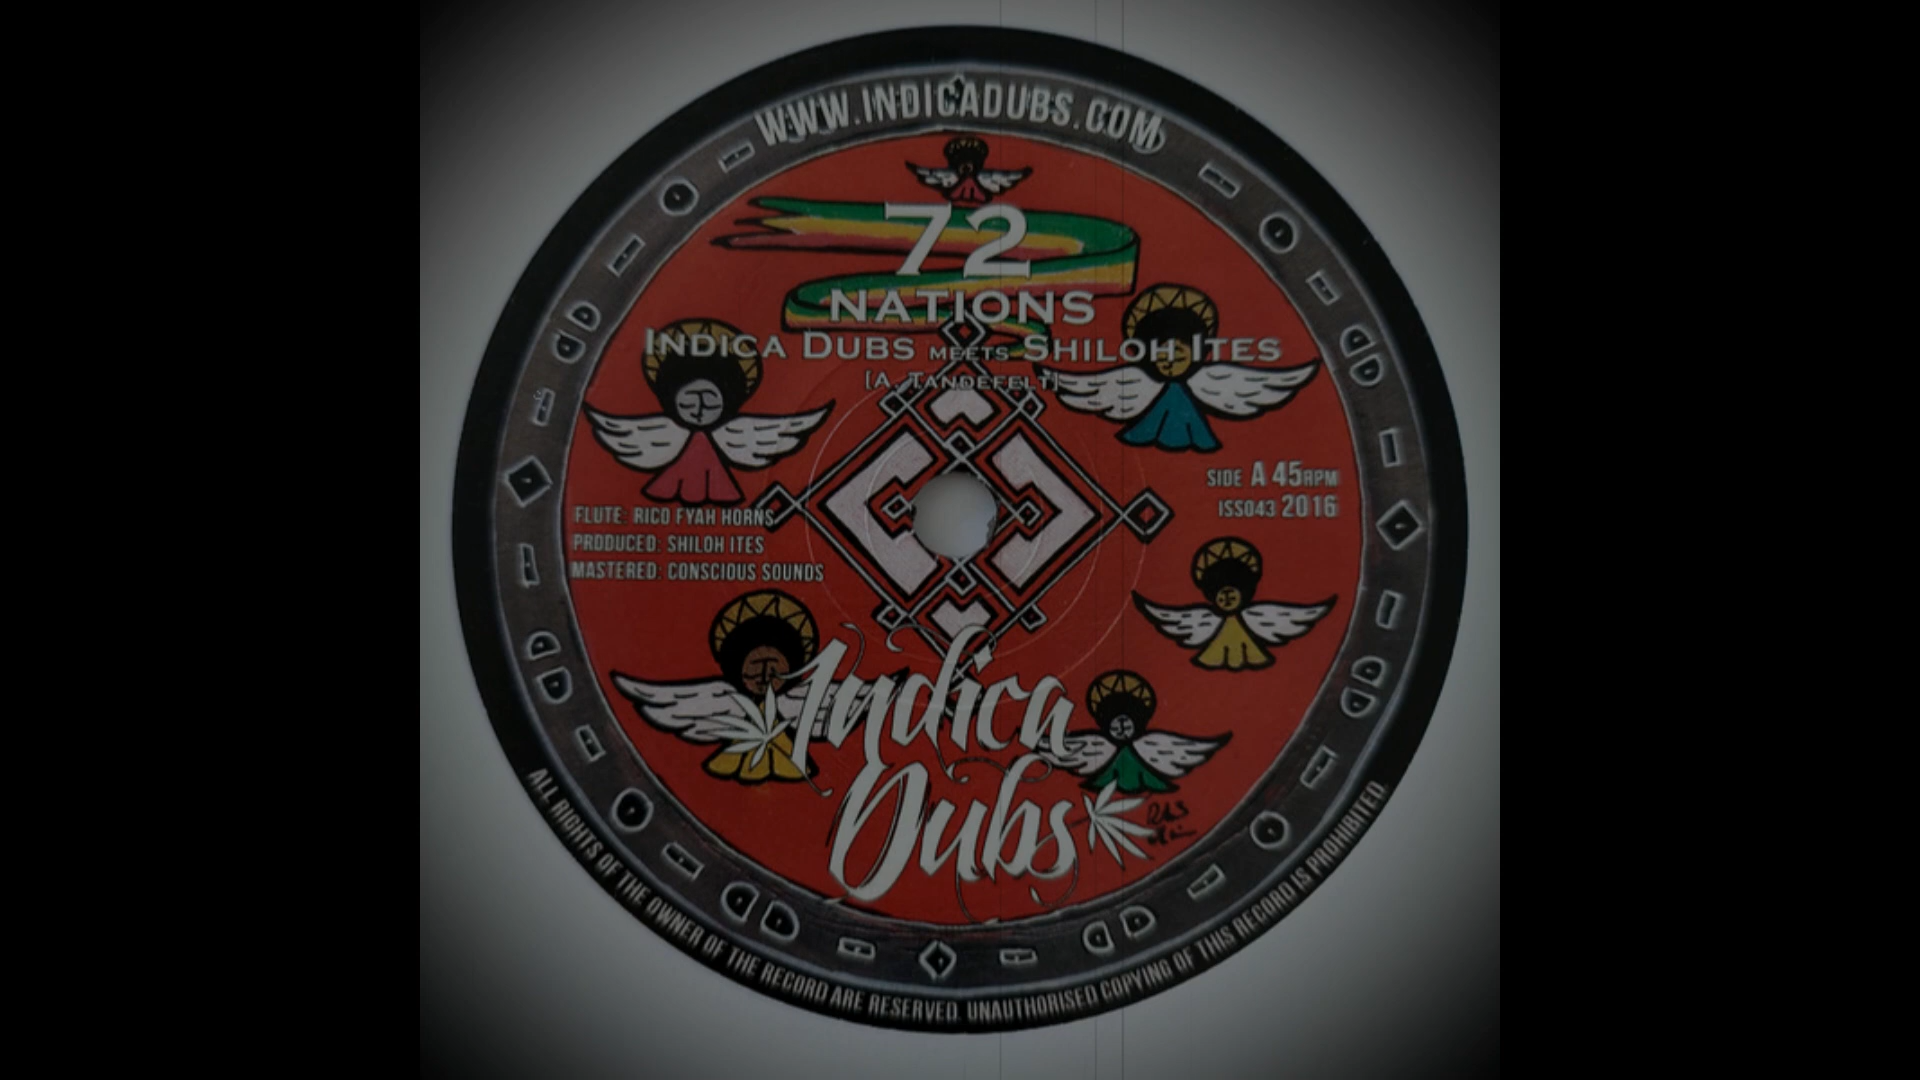 WWW.INDICADUBS.COM
72
NATIONS
INDICA DUBS MEETS SHILOH ITES
[A. TANDEFELT]
SIDE A 45RPM
ISS043 2016
FLUTE: RICO FYAH HORNS
PRODUCED: SHILOH ITES
MASTERED: CONSCIOUS SOUNDS
Indica
Dubs
ALL RIGHTS OF THE OWNER OF THE RECORD ARE RESERVED. UNAUTHORISED COPYING OF THIS RECORD IS PROHIBITED.